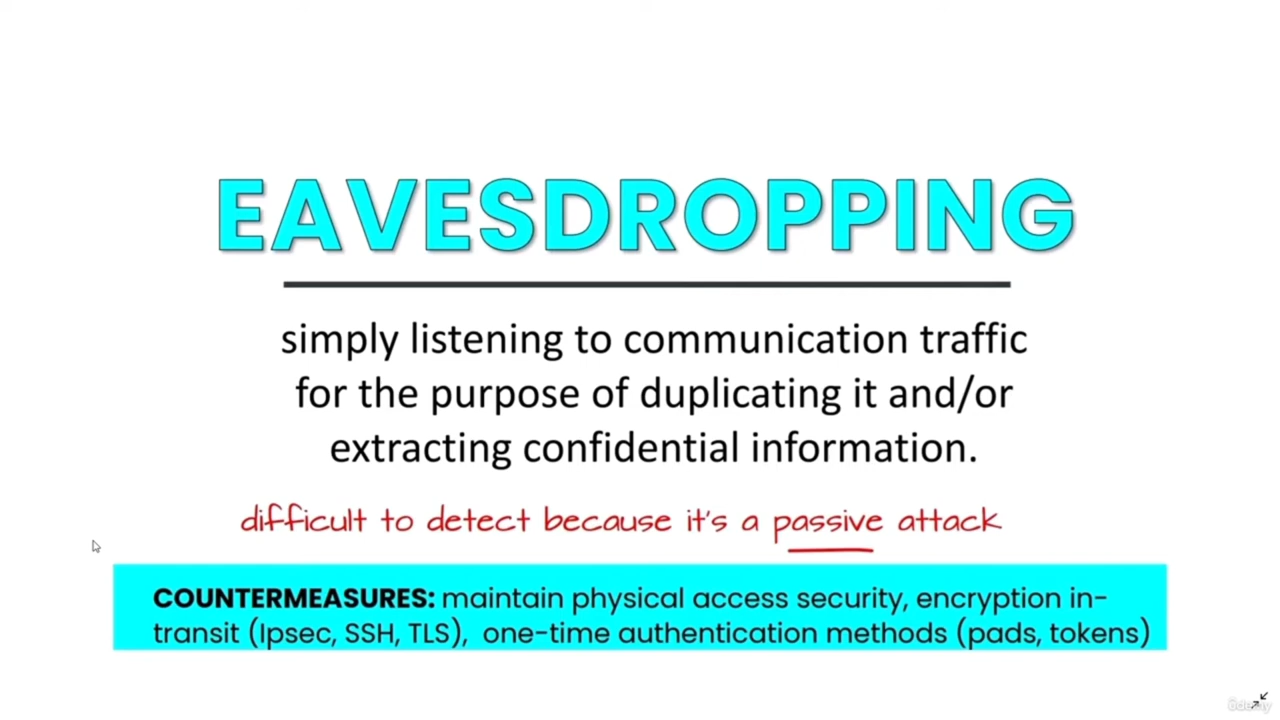 EAVESDROPPING
simply listening to communication traffic
for the purpose of duplicating it and/or
extracting confidential information.
difficult to detect because it's a passive attack
COUNTERMEASURES: maintain physical access security, encryption in-
transit (Ipsec, SSH, TLS), one-time authentication methods (pads, tokens)